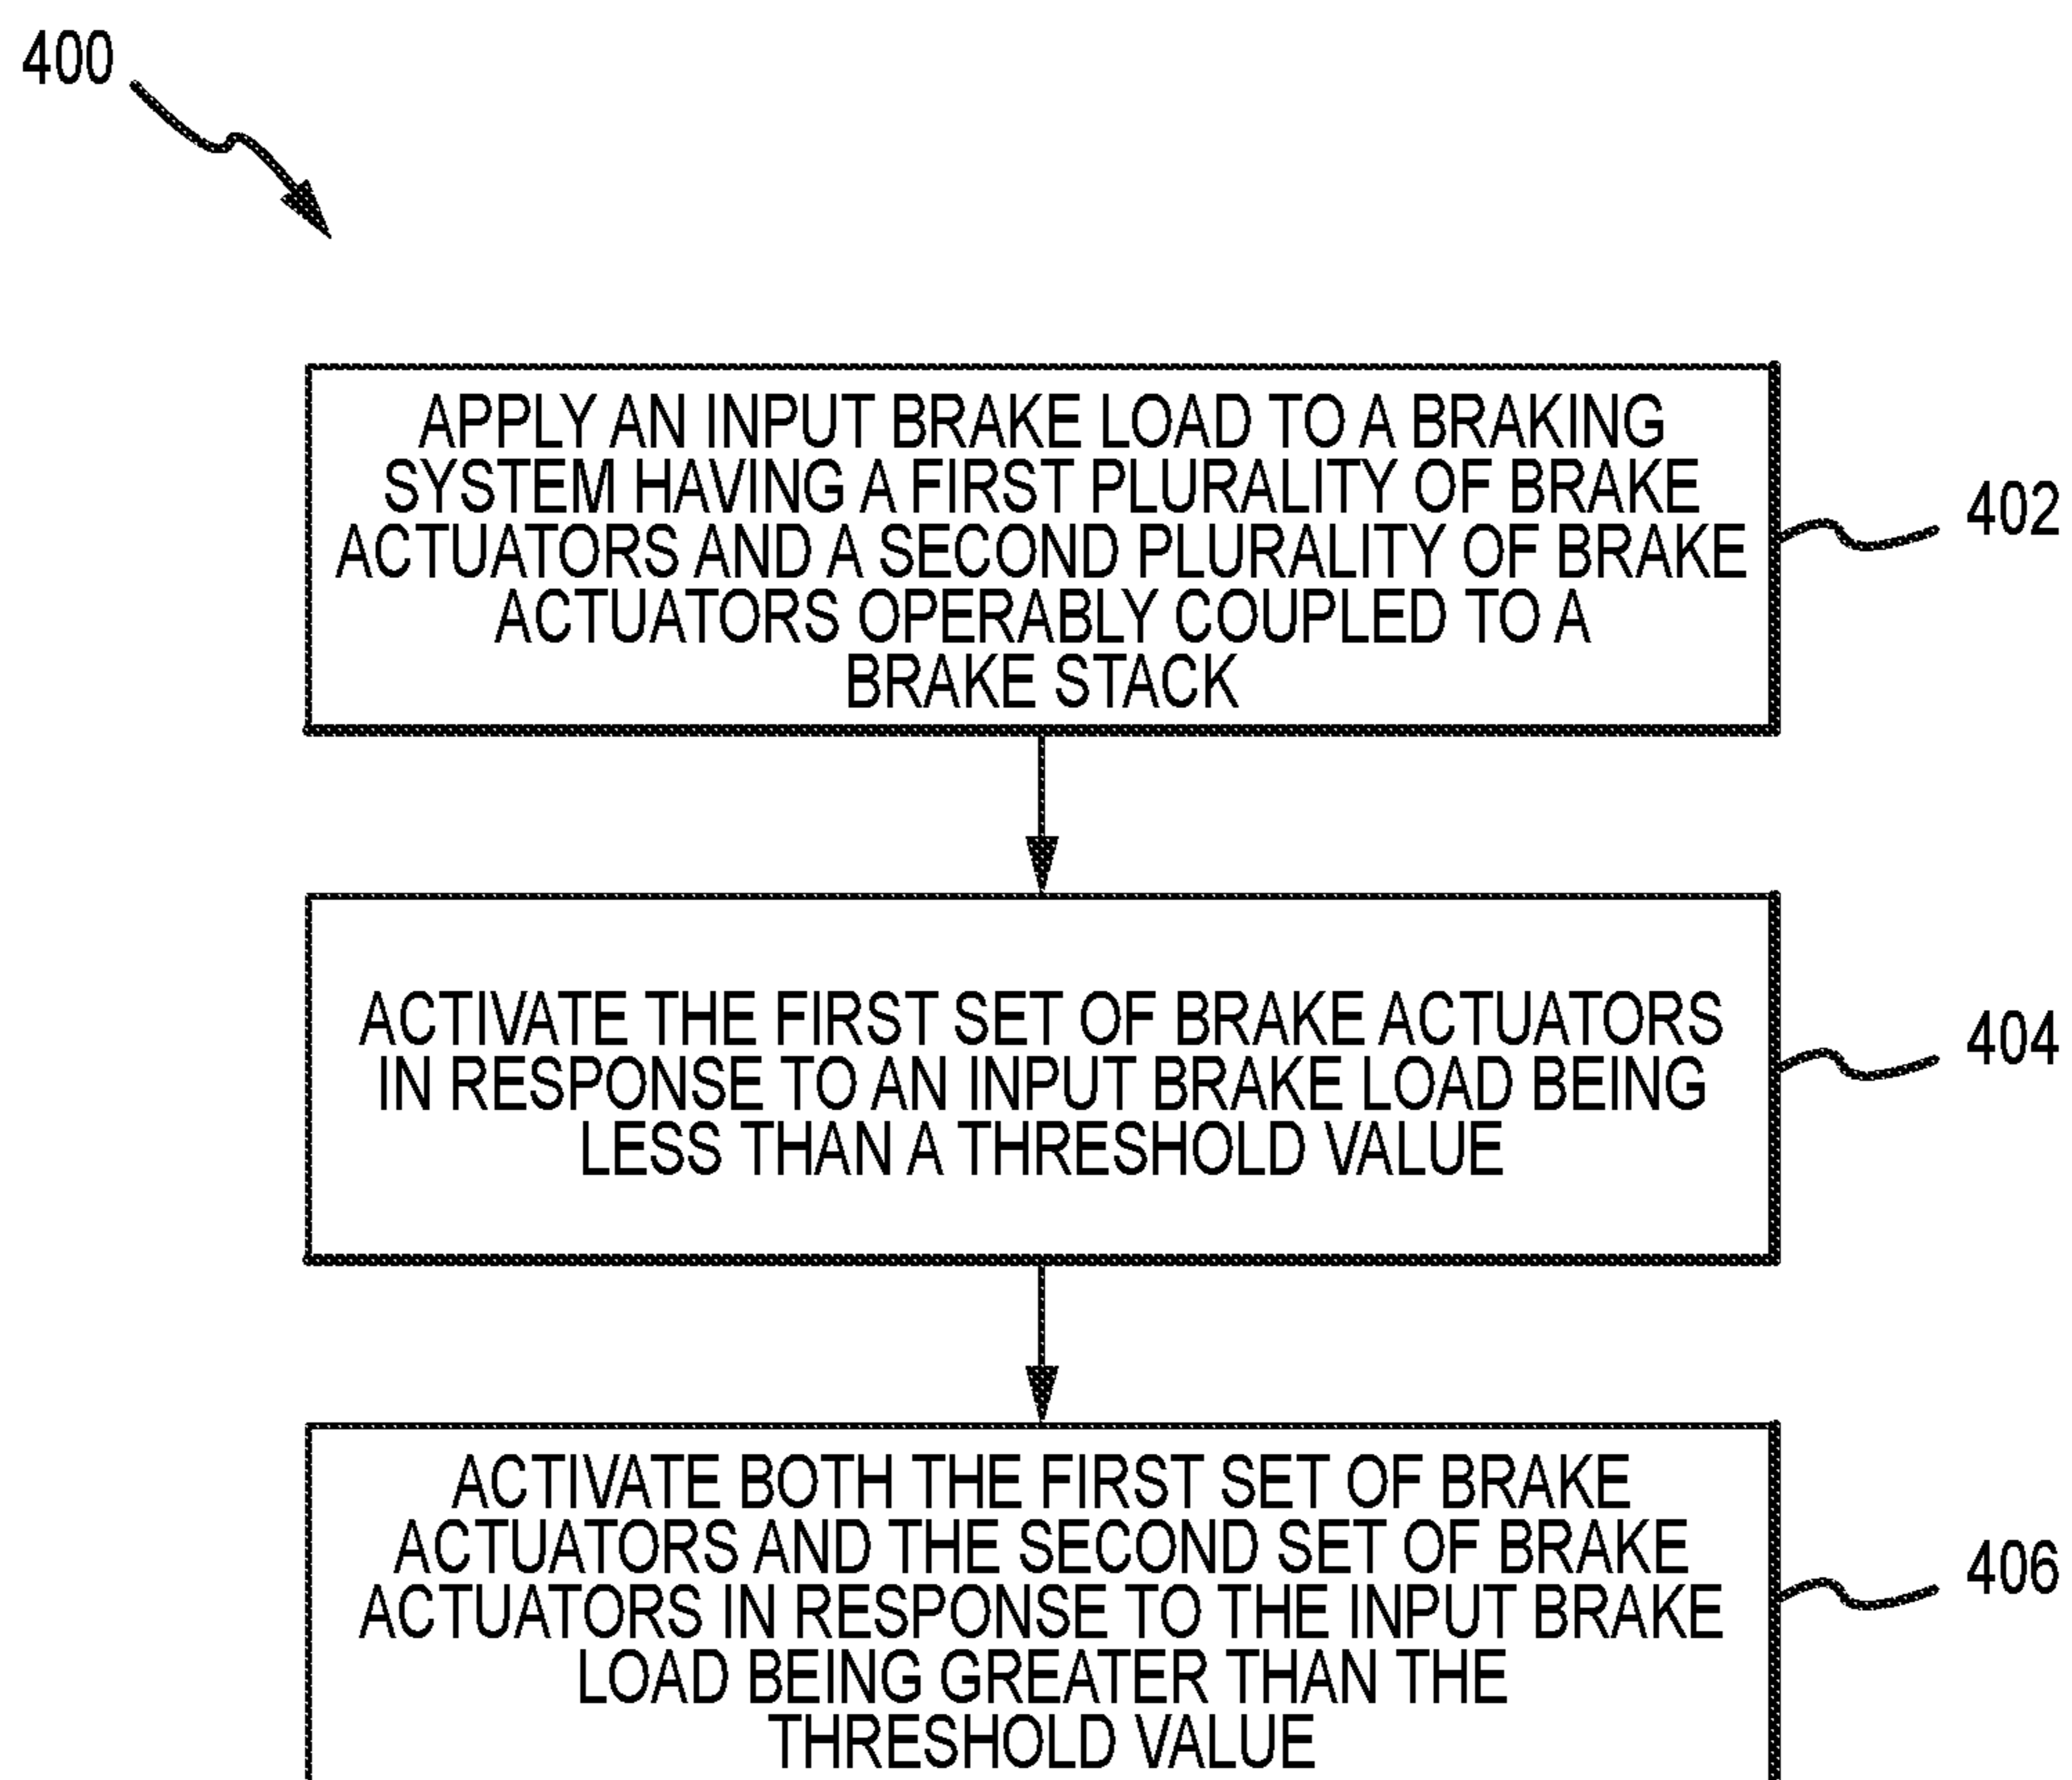 400
APPLY AN INPUT BRAKE LOAD TO A BRAKING
SYSTEM HAVING A FIRST PLURALITY OF BRAKE
ACTUATORS AND A SECOND PLURALITY OF BRAKE
ACTUATORS OPERABLY COUPLED TO A
BRAKE STACK
402
ACTIVATE THE FIRST SET OF BRAKE ACTUATORS
IN RESPONSE TO AN INPUT BRAKE LOAD BEING
LESS THAN A THRESHOLD VALUE
404
ACTIVATE BOTH THE FIRST SET OF BRAKE
ACTUATORS AND THE SECOND SET OF BRAKE
ACTUATORS IN RESPONSE TO THE INPUT BRAKE
LOAD BEING GREATER THAN THE
THRESHOLD VALUE
406